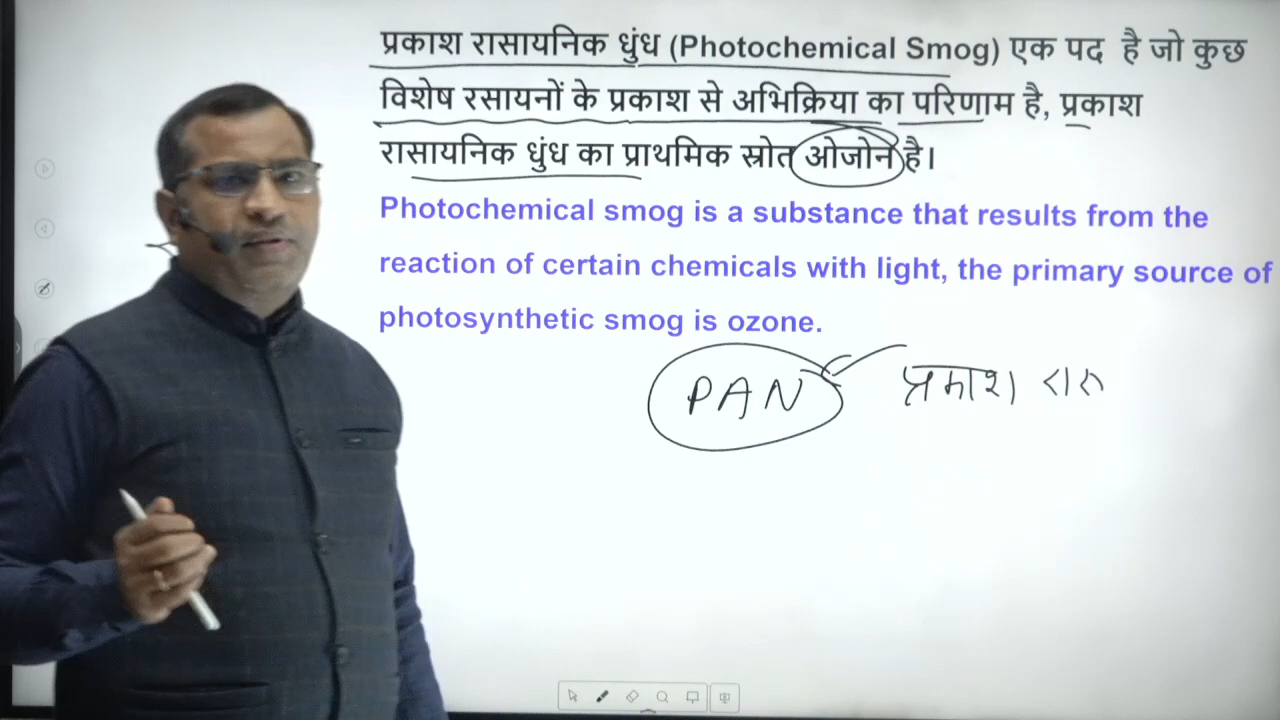 प्रकाश रासायनिक धुंध (Photochemical Smog) एक पद है जो कुछ
विशेष रसायनों के प्रकाश से अभिक्रिया का परिणाम है, प्रकाश
रासायनिक धुंध का प्राथमिक स्रोत ओजोन है।
Photochemical smog is a substance that results from the
reaction of certain chemicals with light, the primary source of
photosynthetic smog is ozone.
PAN प्रकाश रास